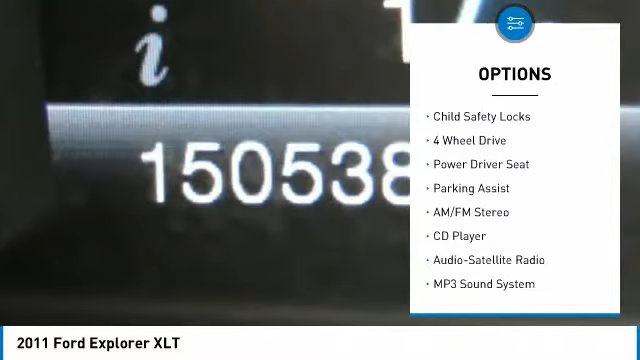 i
150538
OPTIONS
Child Safety Locks
4 Wheel Drive
Power Driver Seat
Parking Assist
AM/FM Stereo
CD Player
Audio-Satellite Radio
MP3 Sound System
2011 Ford Explorer XLT